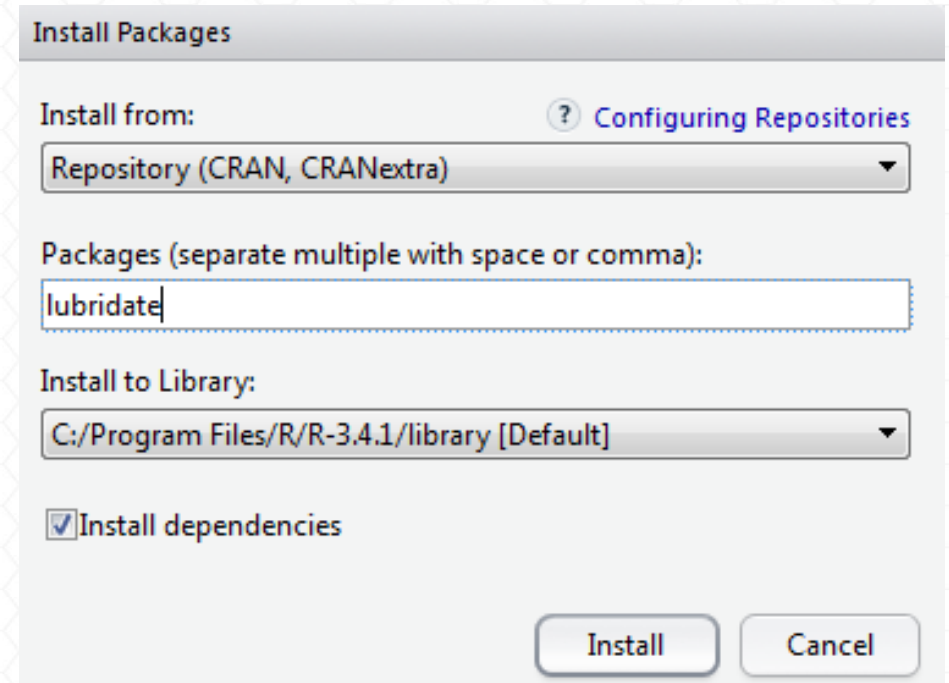 Install Packages
Install from:
? Configuring Repositories
Repository (CRAN, CRANextra)
Packages (separate multiple with space or comma):
lubridate
Install to Library:
C:/Program Files/R/R-3.4.1/library [Default]
Install dependencies
Install
Cancel